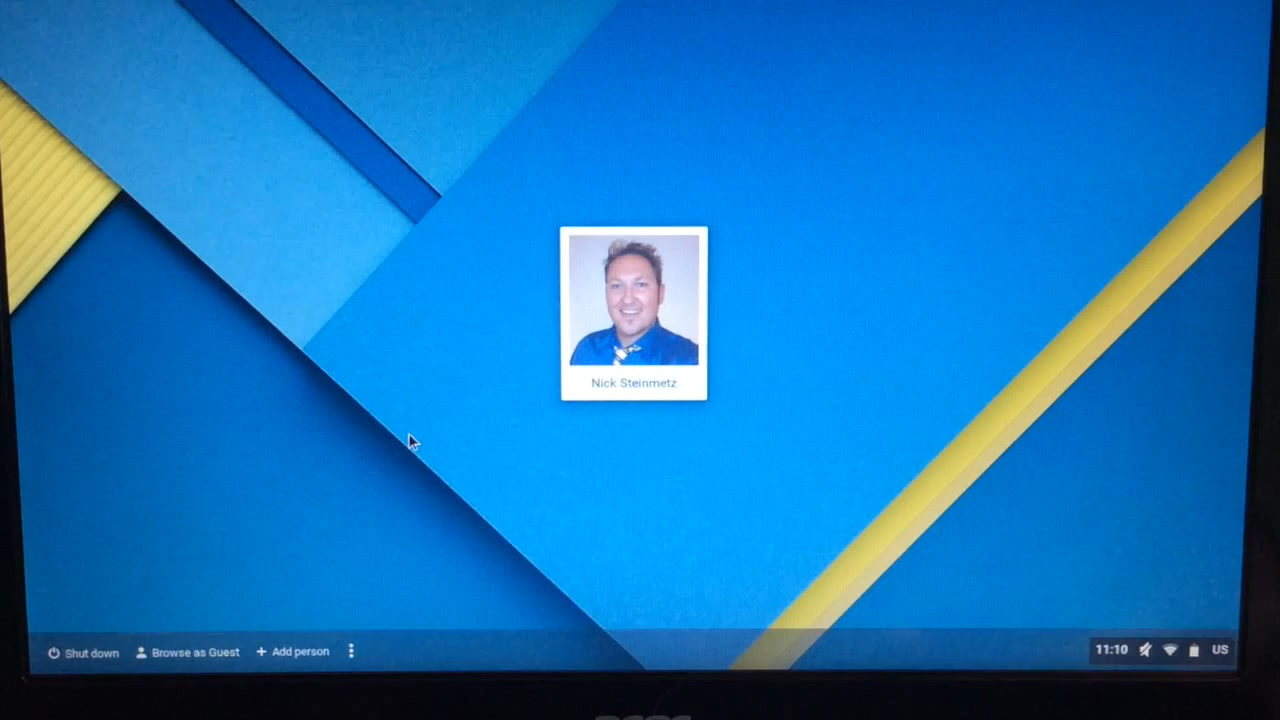 Nick Steinmetz
Shut down
Browse as Guest
Add person
11:10
US